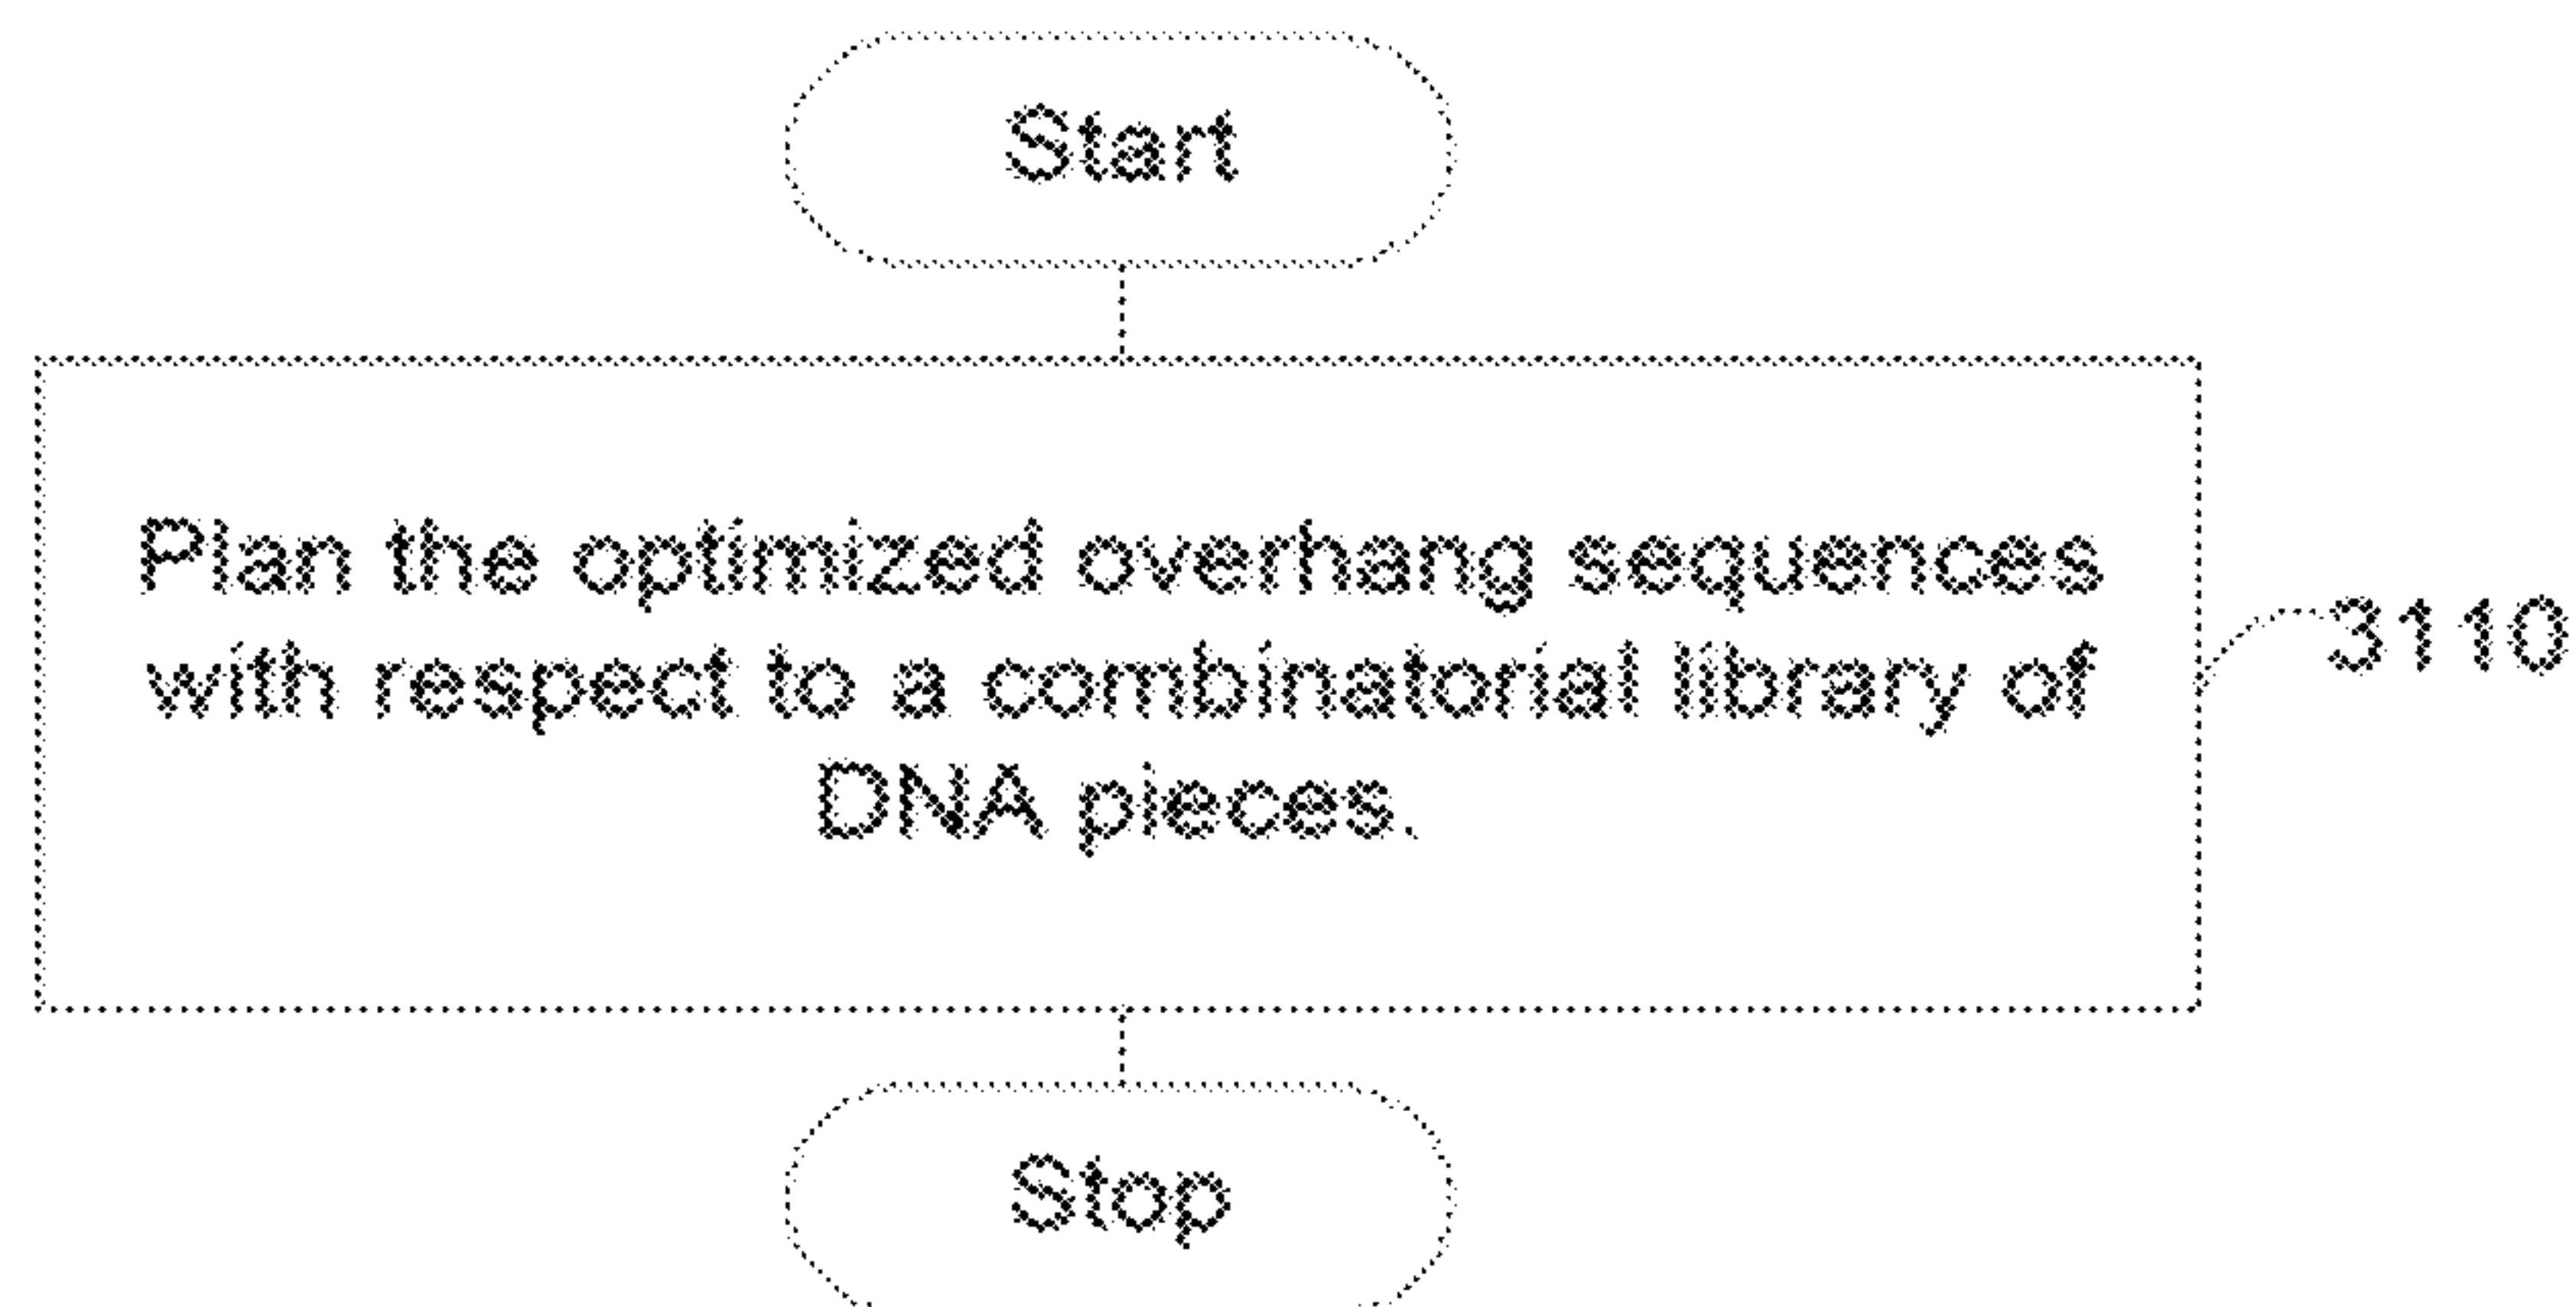 Start
Plan the optimized overhang sequences
with respect to a combinatorial library of
DNA pieces.
3110
Stop